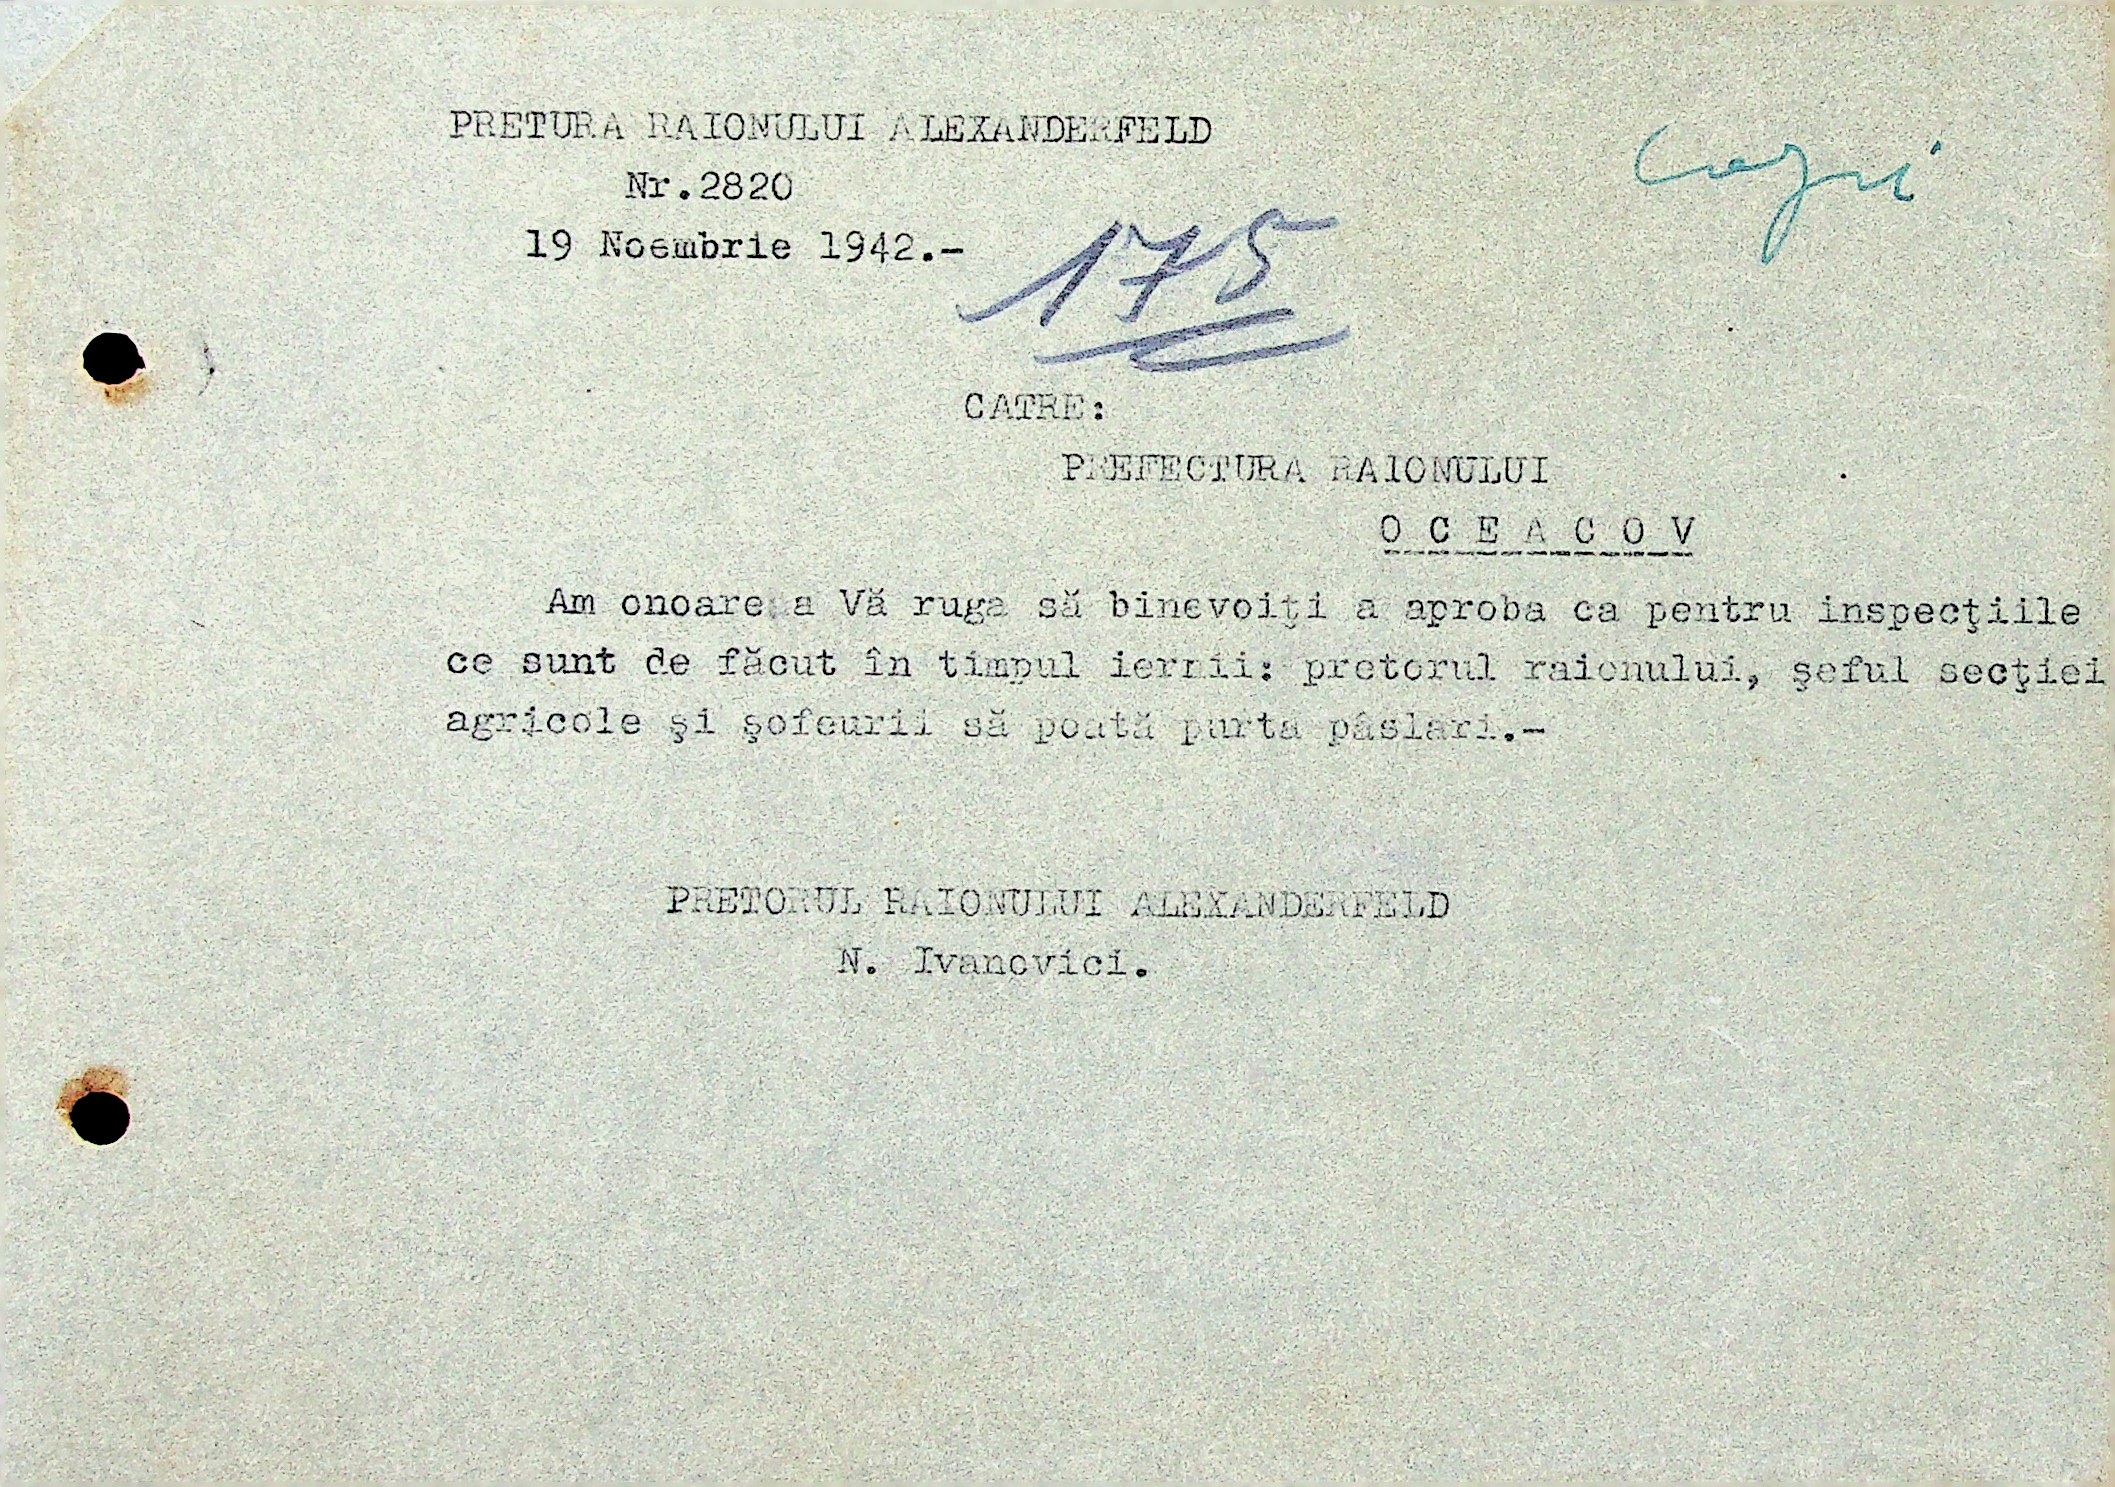 PRETURA RAIONULUI ALEXANDERFELD
Nr.2820
19 Noembrie 1942.-
175
CATRE:
PREFECTURA RAIONULUI
O C E A C O V
Am onoare a Vă ruga să binevoiţi a aproba ca pentru inspecţiile
ce sunt de făcut în timpul iernii: pretorul raionului, şeful secţiei
agricole şi şofeurii să poată purta pâslari.-
PRETORUL RAIONULUI ALEXANDERFELD
N. Ivanovici.